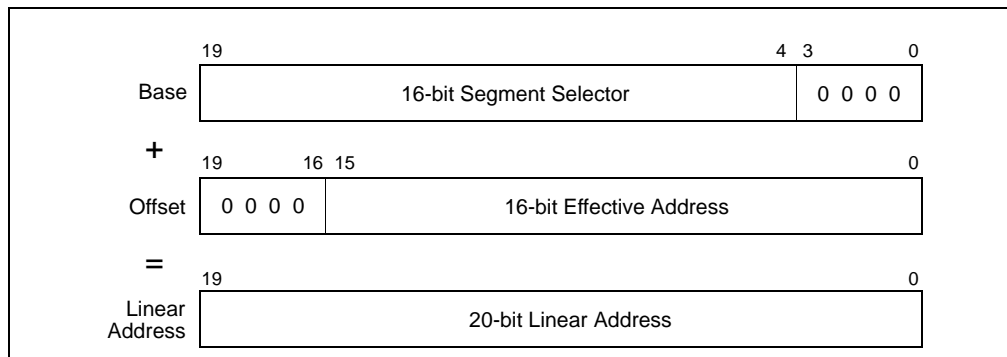 19 4 3 0
Base 16-bit Segment Selector 0 0 0 0
+
19 16 15 0
Offset 0 0 0 0 16-bit Effective Address
=
19 0
Linear
Address
20-bit Linear Address